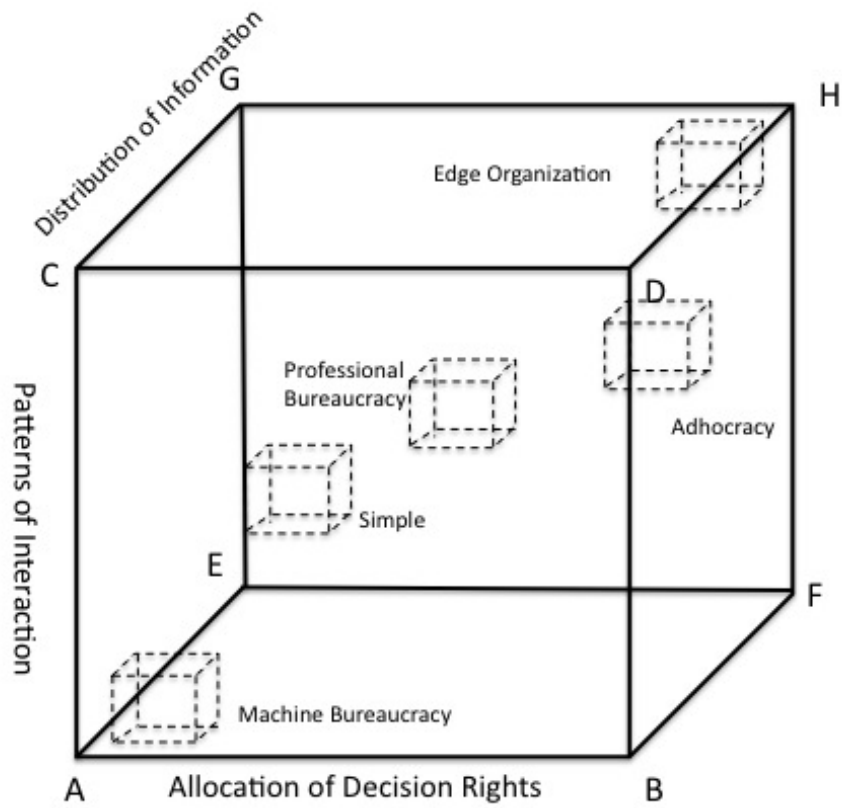 Distribution of Information
G
H
Edge Organization
C
D
Professional
Bureaucracy
Adhocracy
Patterns of Interaction
Simple
E
F
Machine Bureaucracy
A
Allocation of Decision Rights
B